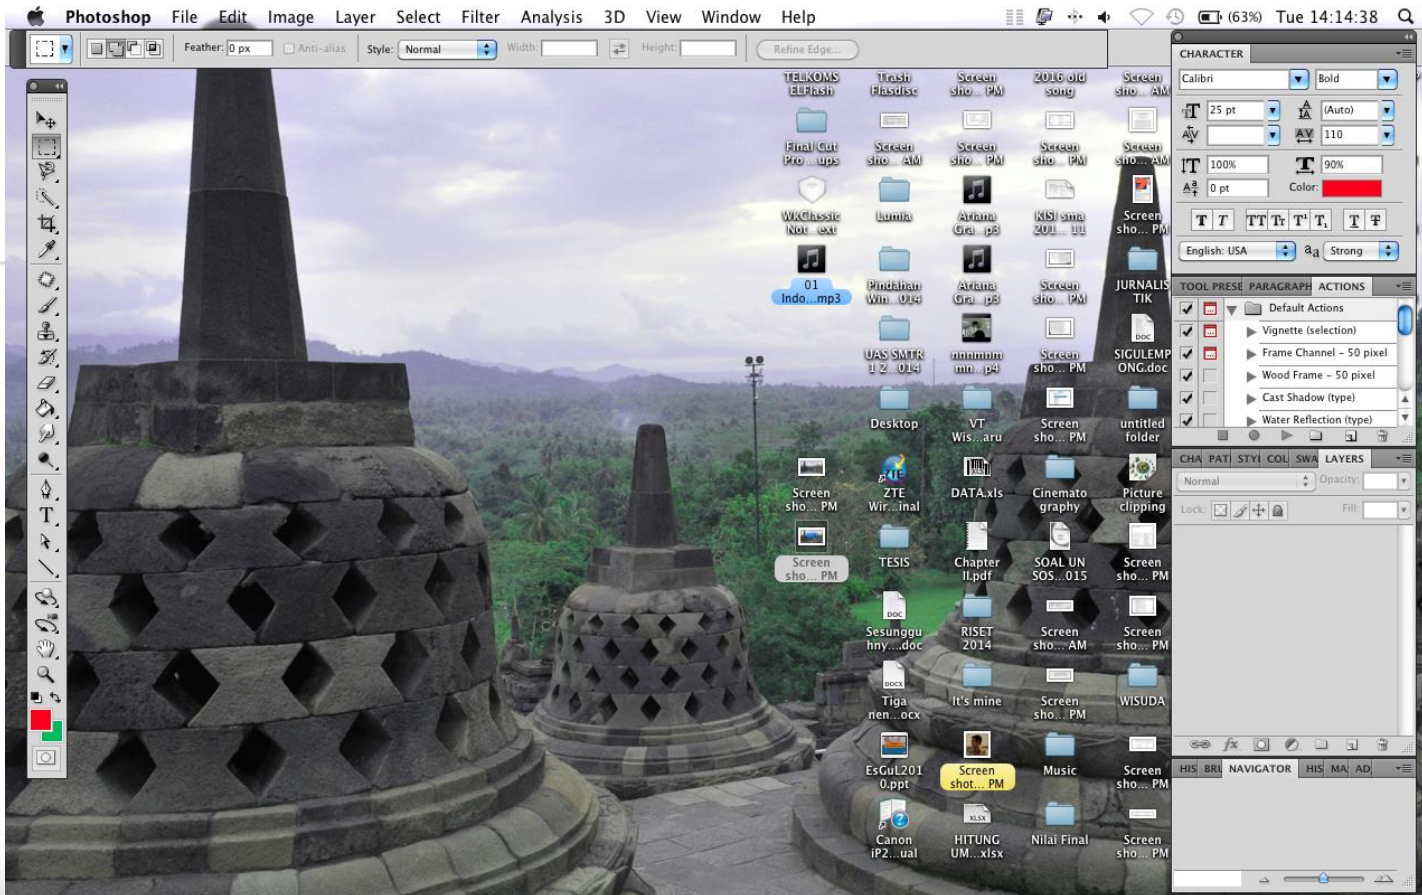 Photoshop File Edit Image Layer Select Filter Analysis 3D View Window Help (63%) Tue 14:14:38
Feather: 0 px Anti-alias Style: Normal Width: Height: Refine Edge...
CHARACTER
Calibri Bold
25 pt (Auto)
110
100% 90%
0 pt Color:
T T TT Tr T¹ T₁ T T
English: USA aa Strong
TOOL PRESE PARAGRAPH ACTIONS
Default Actions
Vignette (selection)
Frame Channel - 50 pixel
Wood Frame - 50 pixel
Cast Shadow (type)
Water Reflection (type)
CHA PATI STYI COL SWA LAYERS
Normal Opacity:
Lock: Fill:
HIS BRU NAVIGATOR HIS MA AD
TELKOMS
ELFlash
Trash
Flasdisc
Screen
sho... PM
2016 old
song
Screen
sho... AM
Final Cut
Pro ...ups
Screen
sho... AM
Screen
sho... PM
Screen
sho... PM
Screen
sho... AM
WKClassic
Not...ext
Lumia
Ariana
Gra...p3
KISI sma
201... 11
Screen
sho... PM
01
Indo...mp3
Pindahan
Win...014
Ariana
Gra...p3
Screen
sho... PM
JURNALIS
TIK
UAS SMTR
1 2...014
nnnmnm
mn...p4
Screen
sho... PM
SIGULEMP
ONG.doc
Desktop
VT
Wis...aru
Screen
sho... PM
untitled
folder
Screen
sho... PM
ZTE
Wir...inal
DATA.xls
Cinemato
graphy
Picture
clipping
Screen
sho... PM
TESIS
Chapter
II.pdf
SOAL UN
SOS...015
Screen
sho... PM
DOC
Sesunggu
hny....doc
RISET
2014
Screen
sho... AM
Screen
sho... PM
DOCX
Tiga
nen...ocx
It's mine
Screen
sho... PM
WISUDA
EsGuL201
0.ppt
Screen
shot... PM
Music
Screen
sho... PM
Canon
iP2...ual
XLSX
HITUNG
UM...xlsx
Nilai Final
Screen
sho... PM